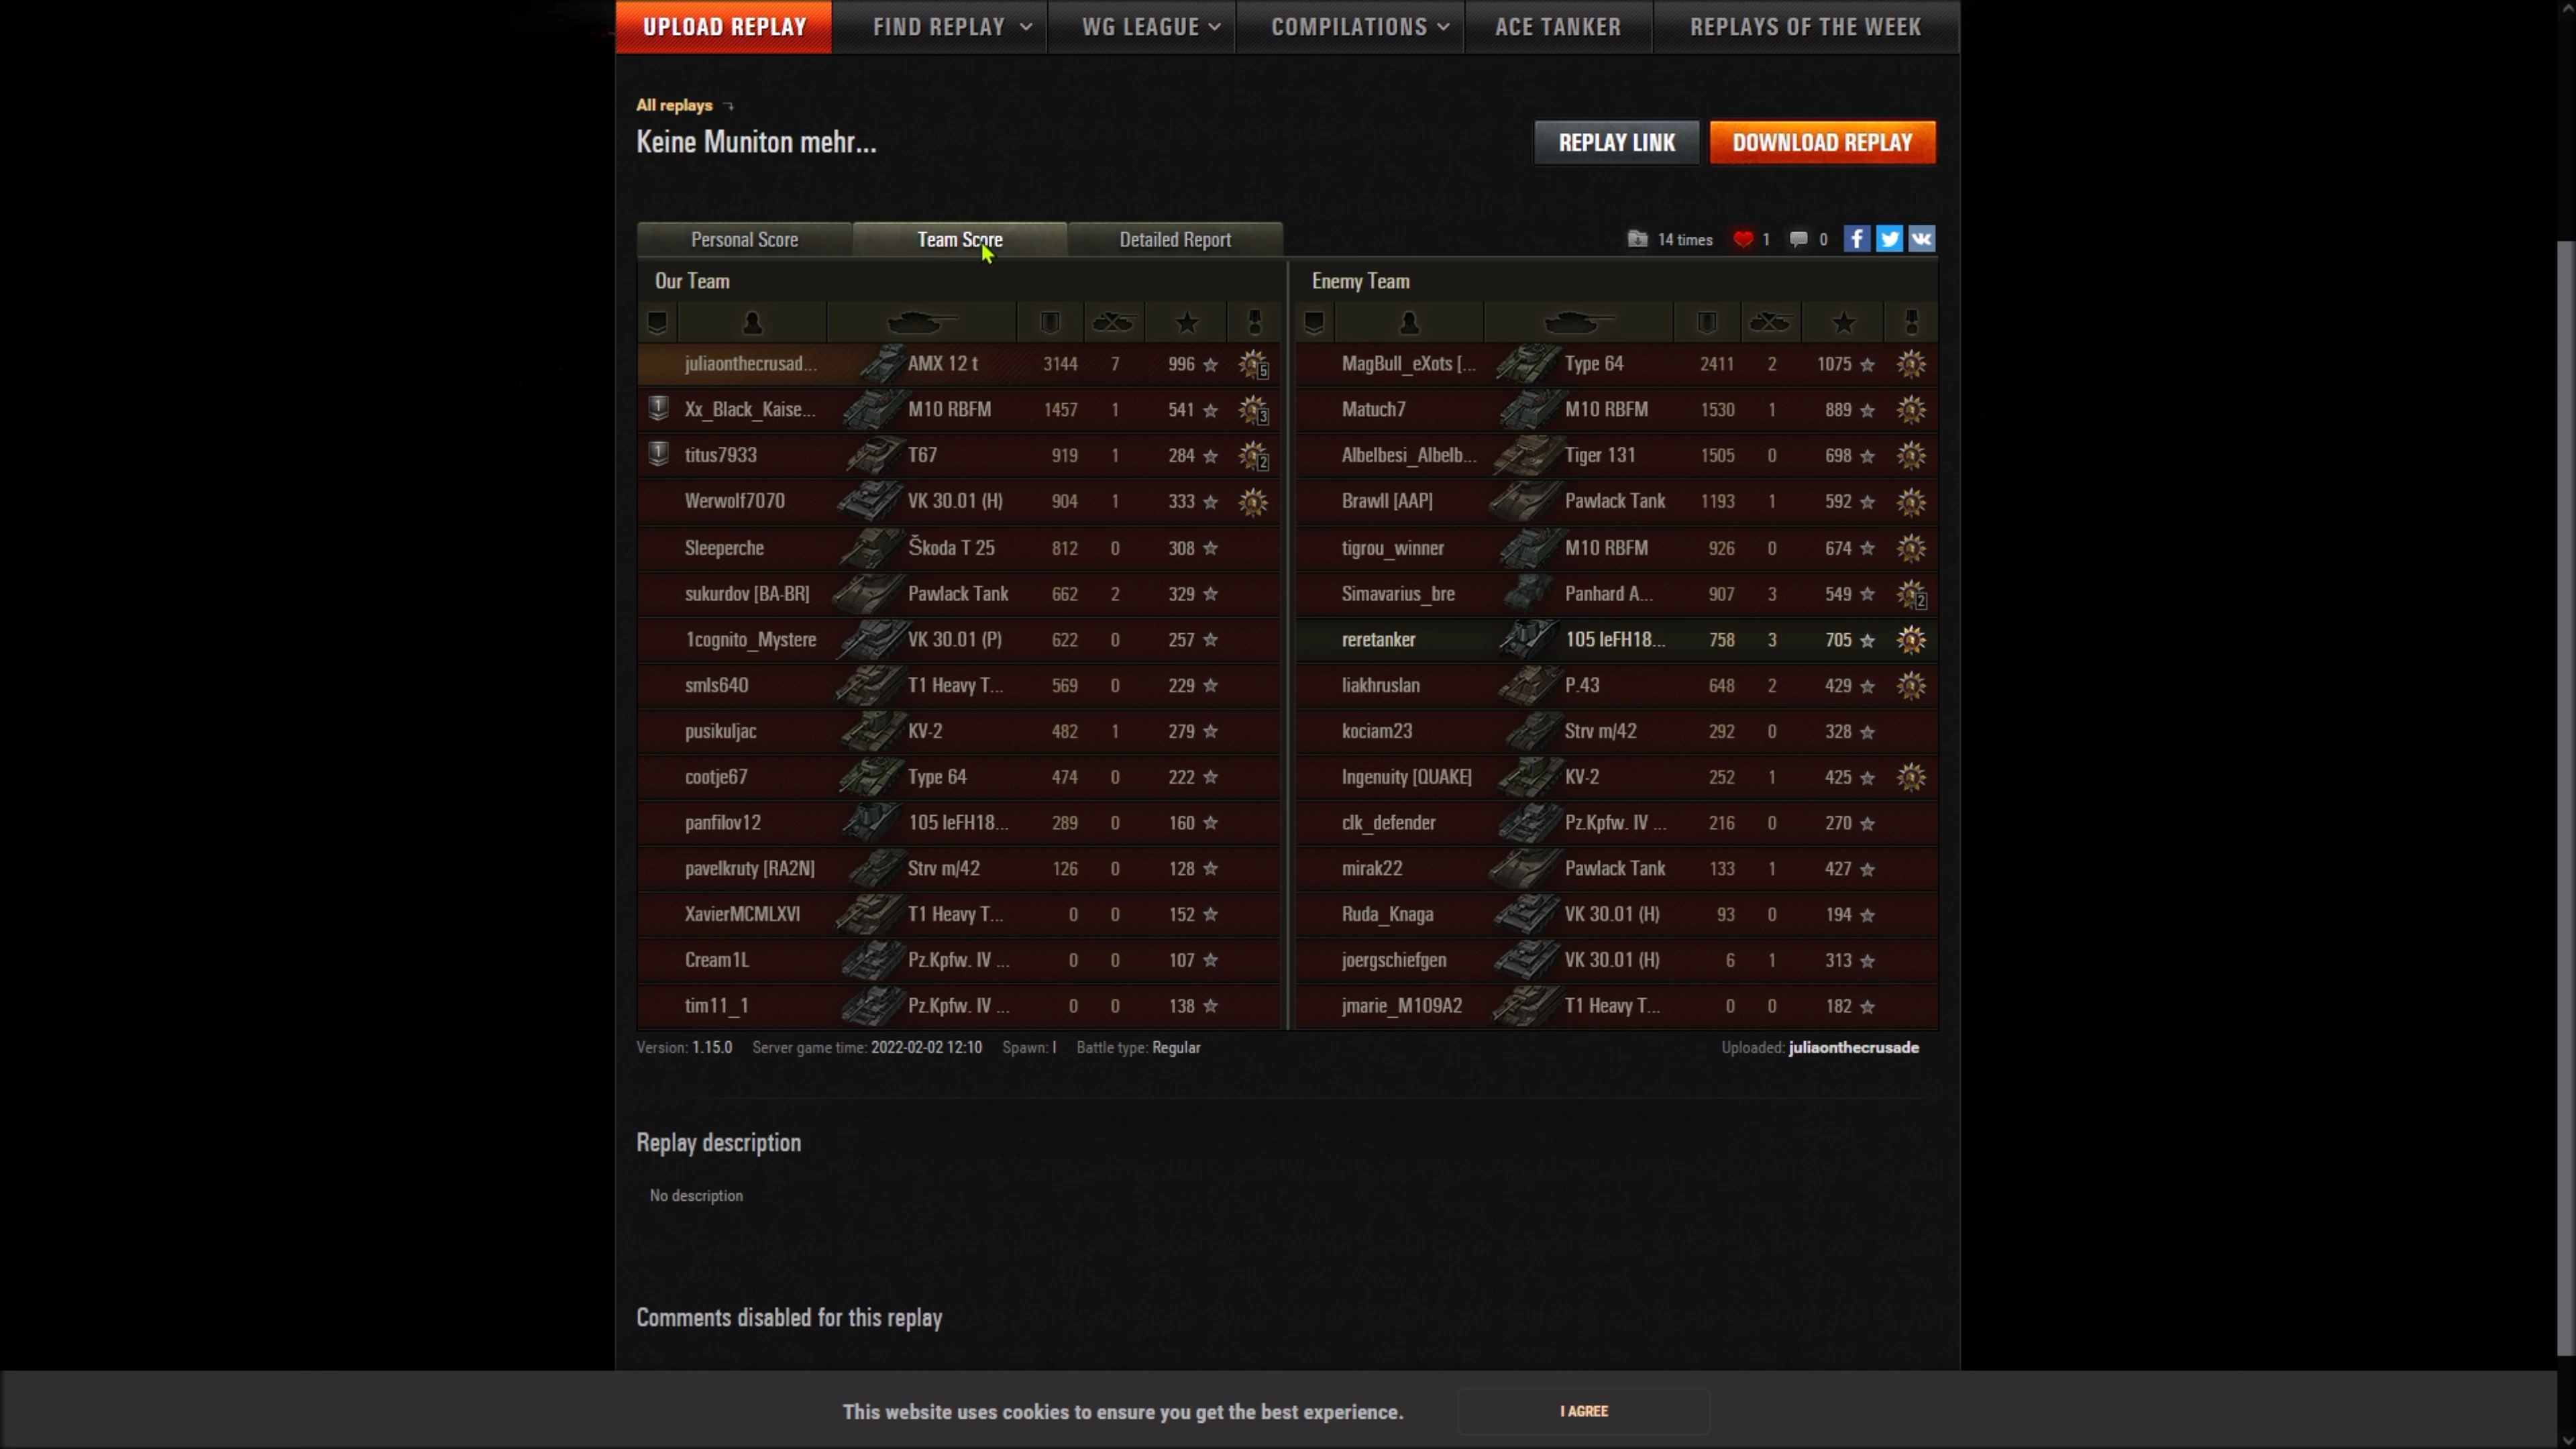 UPLOAD REPLAY FIND REPLAY WG LEAGUE COMPILATIONS ACE TANKER REPLAYS OF THE WEEK
All replays
Keine Muniton mehr...
REPLAY LINK DOWNLOAD REPLAY
Personal Score Team Score Detailed Report 14 times 1 0
Our Team Enemy Team
juliaonthecrusad... AMX 12 t 3144 7 996 5 MagBull_eXots [... Type 64 2411 2 1075
1 Xx_Black_Kaise... M10 RBFM 1457 1 541 3 Matuch7 M10 RBFM 1530 1 889
1 titus7933 T67 919 1 284 2 Albelbesi_Albelb... Tiger 131 1505 0 698
Werwolf7070 VK 30.01 (H) 904 1 333 Brawll [AAP] Pawlack Tank 1193 1 592
Sleeperche Škoda T 25 812 0 308 tigrou_winner M10 RBFM 926 0 674
sukurdov [BA-BR] Pawlack Tank 662 2 329 Simavarius_bre Panhard A... 907 3 549 2
1cognito_Mystere VK 30.01 (P) 622 0 257 reretanker 105 leFH18... 758 3 705
smls640 T1 Heavy T... 569 0 229 liakhruslan P.43 648 2 429
pusikuljac KV-2 482 1 279 kociam23 Strv m/42 292 0 328
cootje67 Type 64 474 0 222 Ingenuity [QUAKE] KV-2 252 1 425
panfilov12 105 leFH18... 289 0 160 clk_defender Pz.Kpfw. IV ... 216 0 270
pavelkruty [RA2N] Strv m/42 126 0 128 mirak22 Pawlack Tank 133 1 427
XavierMCMLXVI T1 Heavy T... 0 0 152 Ruda_Knaga VK 30.01 (H) 93 0 194
Cream1L Pz.Kpfw. IV ... 0 0 107 joergschiefgen VK 30.01 (H) 6 1 313
tim11_1 Pz.Kpfw. IV ... 0 0 138 jmarie_M109A2 T1 Heavy T... 0 0 182
Version: 1.15.0 Server game time: 2022-02-02 12:10 Spawn: I Battle type: Regular Uploaded: juliaonthecrusade
Replay description
No description
Comments disabled for this replay
This website uses cookies to ensure you get the best experience. I AGREE